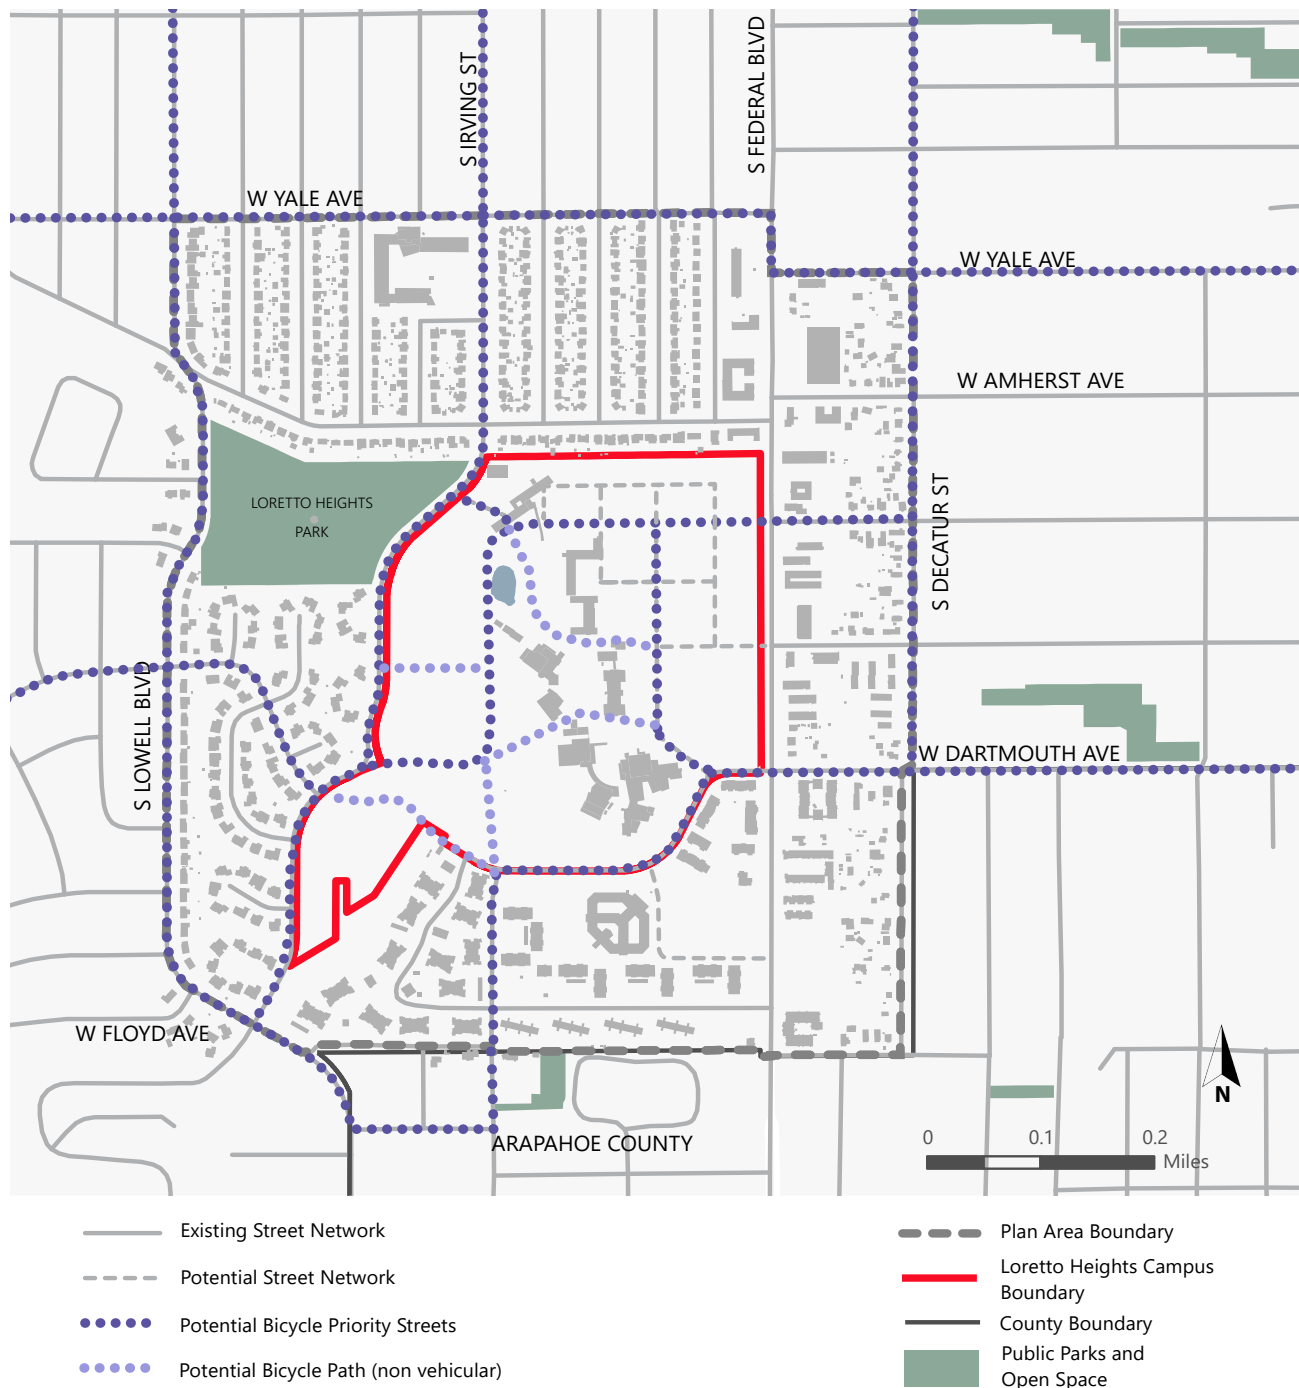 S IRVING ST
S FEDERAL BLVD
W YALE AVE
W YALE AVE
W AMHERST AVE
LORETTO HEIGHTS
PARK
S DECATUR ST
S LOWELL BLVD
W DARTMOUTH AVE
W FLOYD AVE
N
ARAPAHOE COUNTY
0 0.1 0.2
Miles
Existing Street Network
Potential Street Network
Potential Bicycle Priority Streets
Potential Bicycle Path (non vehicular)
Plan Area Boundary
Loretto Heights Campus
Boundary
County Boundary
Public Parks and
Open Space